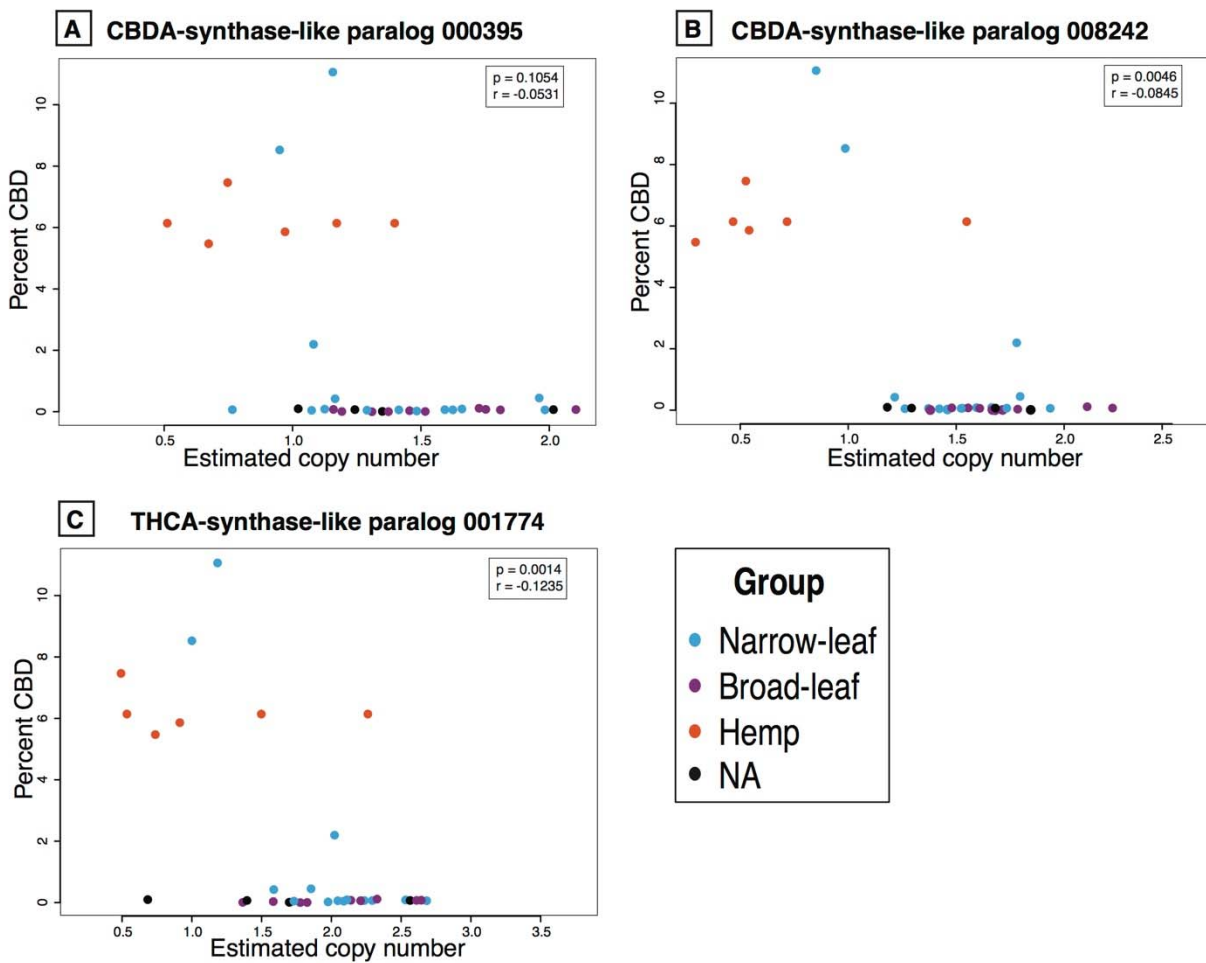 A CBDA-synthase-like paralog 000395
p = 0.1054
r = -0.0531
Percent CBD
10
8
6
4
2
0
0.5 1.0 1.5 2.0
Estimated copy number
B CBDA-synthase-like paralog 008242
p = 0.0046
r = -0.0845
Percent CBD
10
8
6
4
2
0
0.5 1.0 1.5 2.0 2.5
Estimated copy number
C THCA-synthase-like paralog 001774
p = 0.0014
r = -0.1235
Percent CBD
10
8
6
4
2
0
0.5 1.0 1.5 2.0 2.5 3.0 3.5
Estimated copy number
Group
Narrow-leaf
Broad-leaf
Hemp
NA